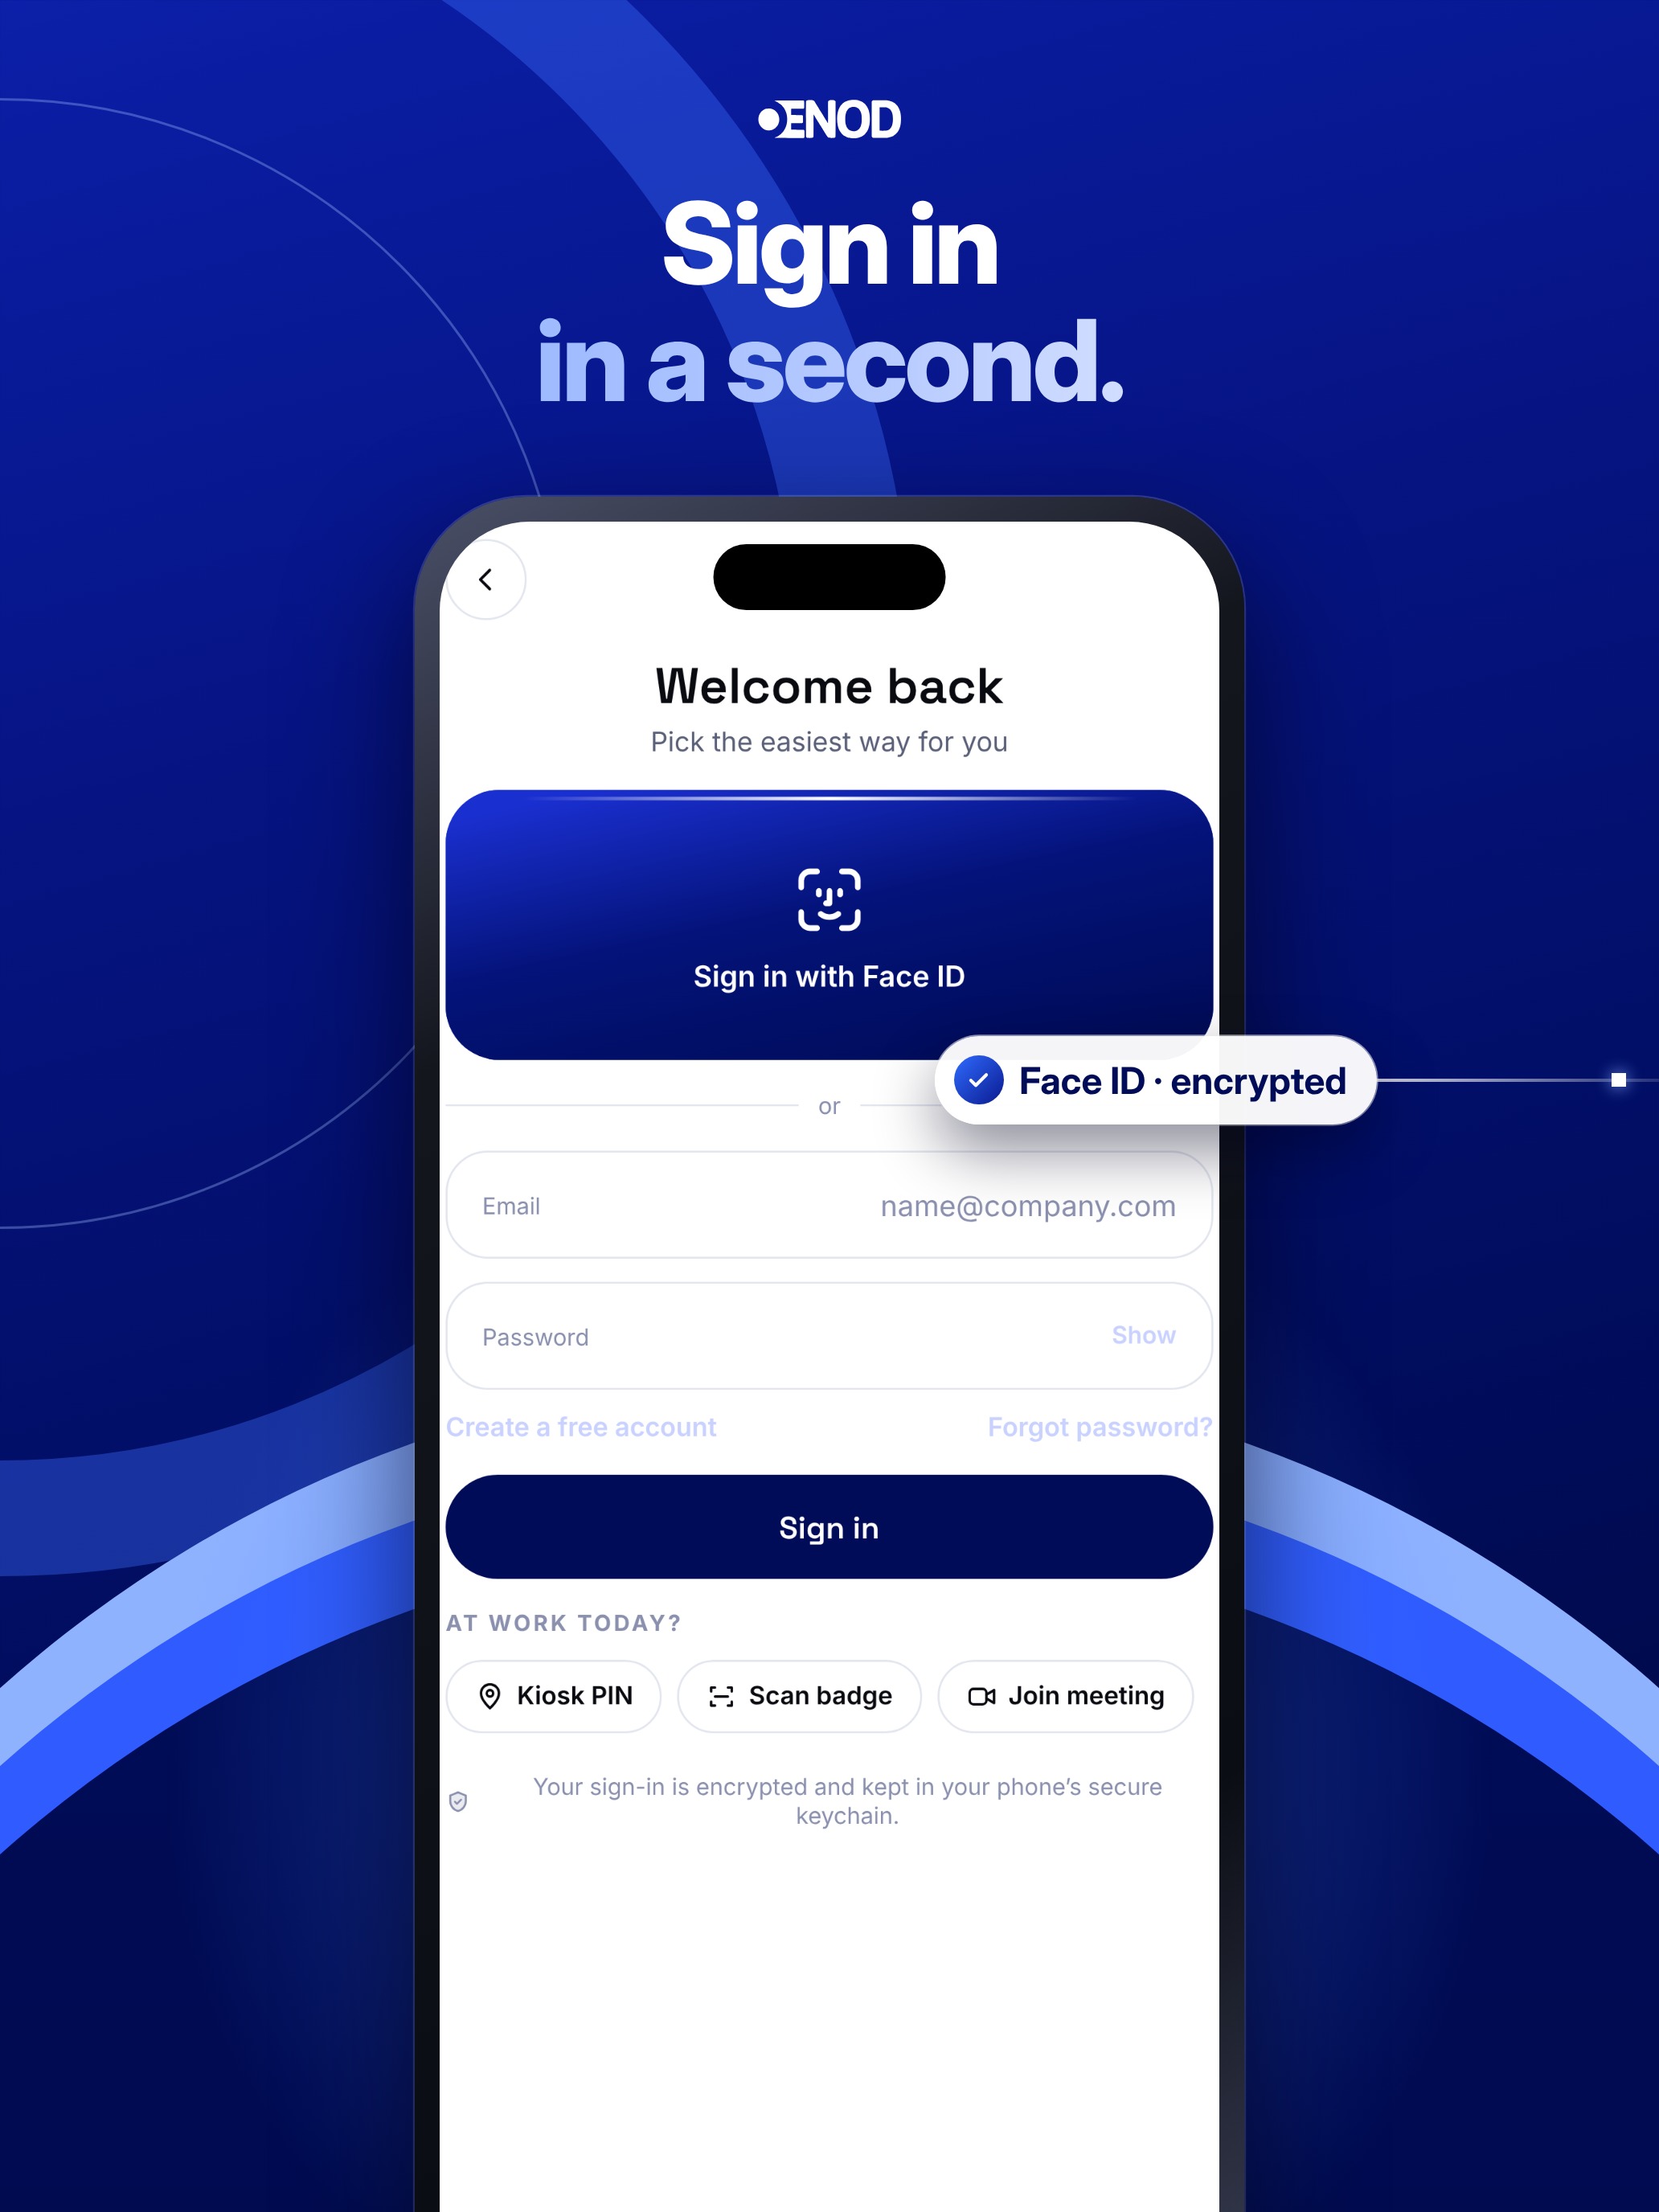 ENOD
Sign in
in a second.
Welcome back
Pick the easiest way for you
Sign in with Face ID
Face ID · encrypted
or
Email
name@company.com
Password
Show
Create a free account
Forgot password?
Sign in
AT WORK TODAY?
Kiosk PIN
Scan badge
Join meeting
Your sign-in is encrypted and kept in your phone’s secure
keychain.